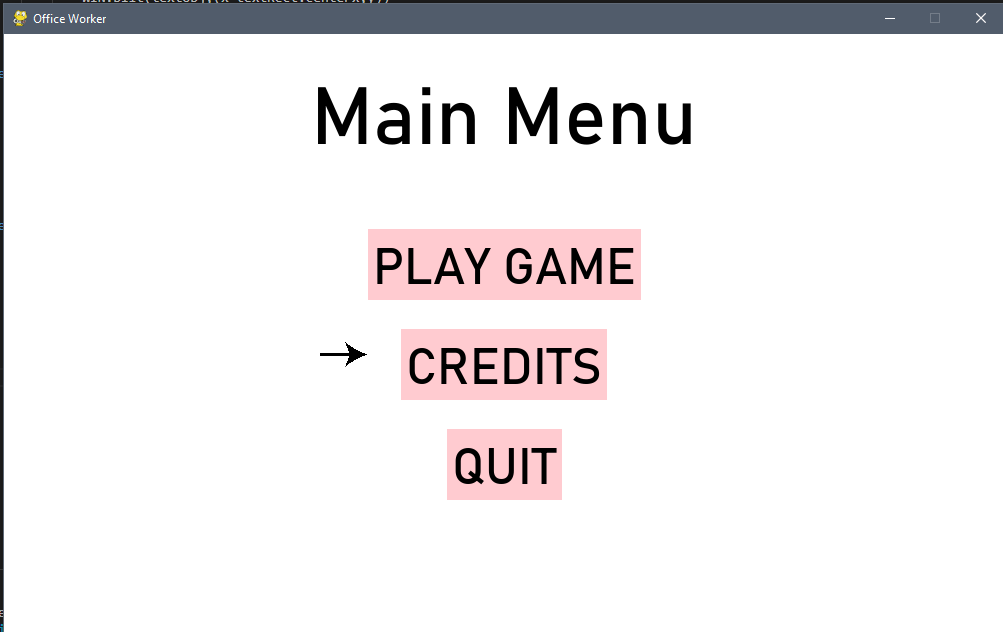 Office Worker
Main Menu
PLAY GAME
CREDITS
QUIT